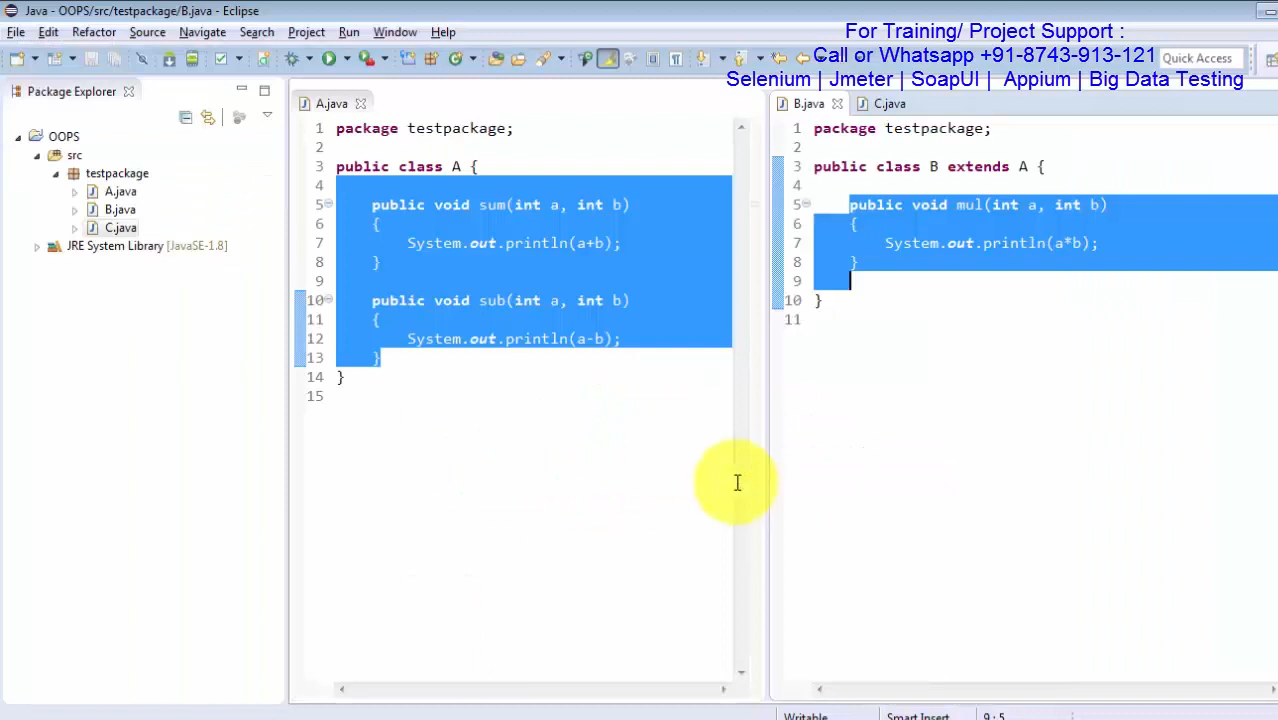 Java - OOPS/src/testpackage/B.java - Eclipse
File Edit Refactor Source Navigate Search Project Run Window Help
For Training/ Project Support :
Call or Whatsapp +91-8743-913-121
Selenium | Jmeter | SoapUI | Appium | Big Data Testing
Quick Access
Package Explorer
OOPS
src
testpackage
A.java
B.java
C.java
JRE System Library [JavaSE-1.8]
A.java
1 package testpackage;
2
3 public class A {
4
5 public void sum(int a, int b)
6 {
7 System.out.println(a+b);
8 }
9
10 public void sub(int a, int b)
11 {
12 System.out.println(a-b);
13 }
14 }
15
B.java C.java
1 package testpackage;
2
3 public class B extends A {
4
5 public void mul(int a, int b)
6 {
7 System.out.println(a*b);
8 }
9
10 }
11
Writable Smart Insert 9 : 5